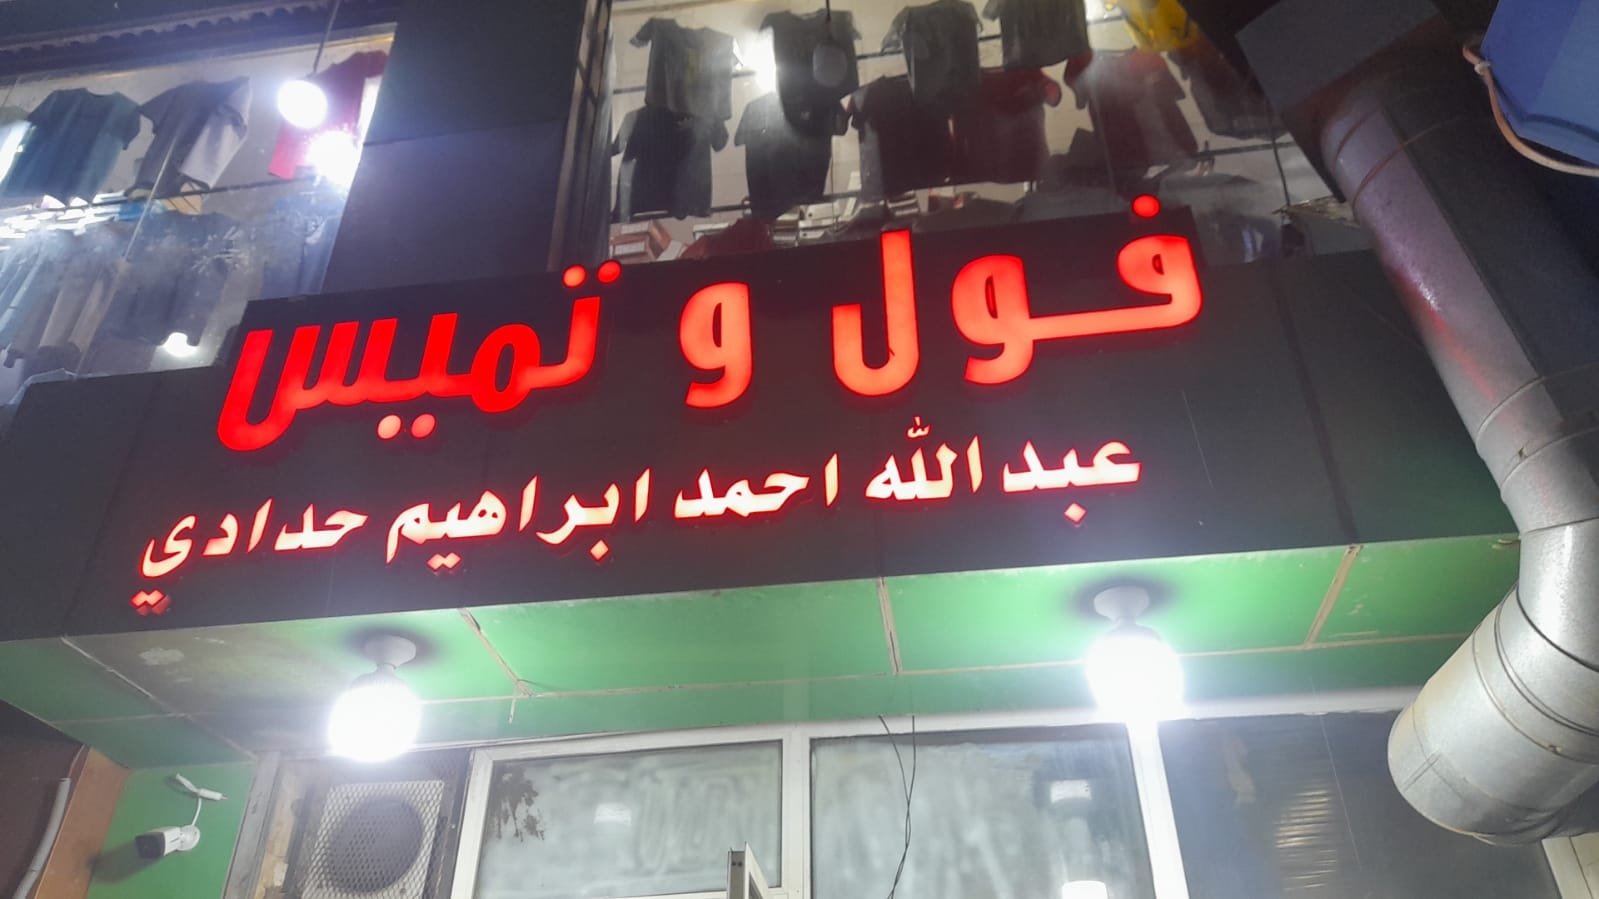 فول و تميس
عبدالله احمد ابراهيم حدادي